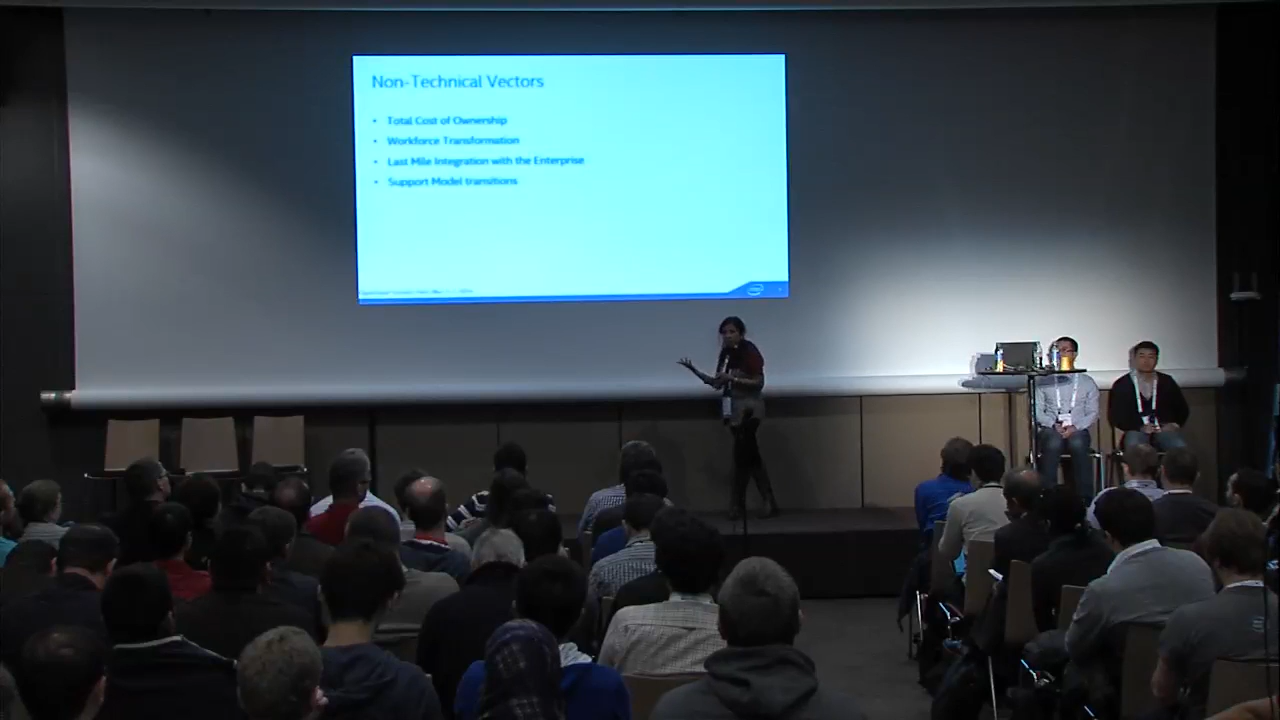 Non-Technical Vectors
• Total Cost of Ownership
• Workforce Transformation
• Last Mile Integration with the Enterprise
• Support Model transitions